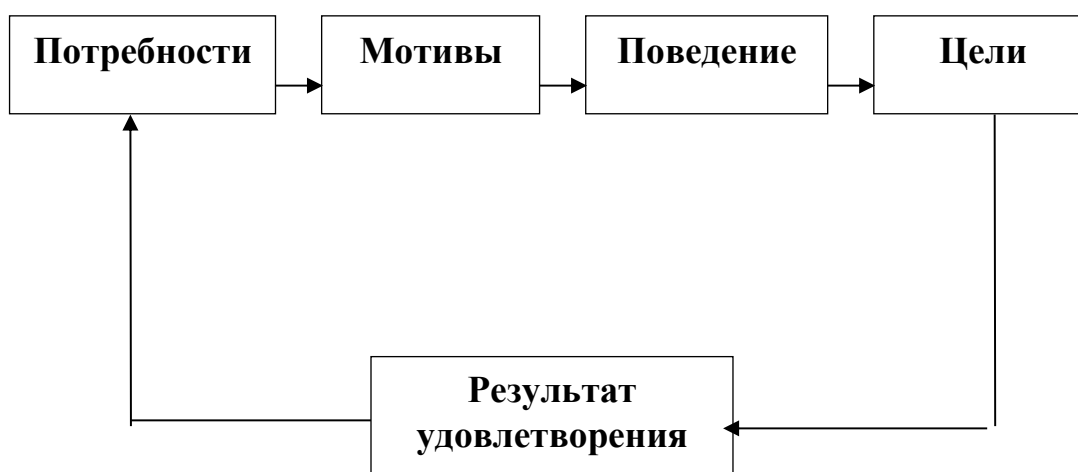 Потребности
Мотивы
Поведение
Цели
Результат
удовлетворения